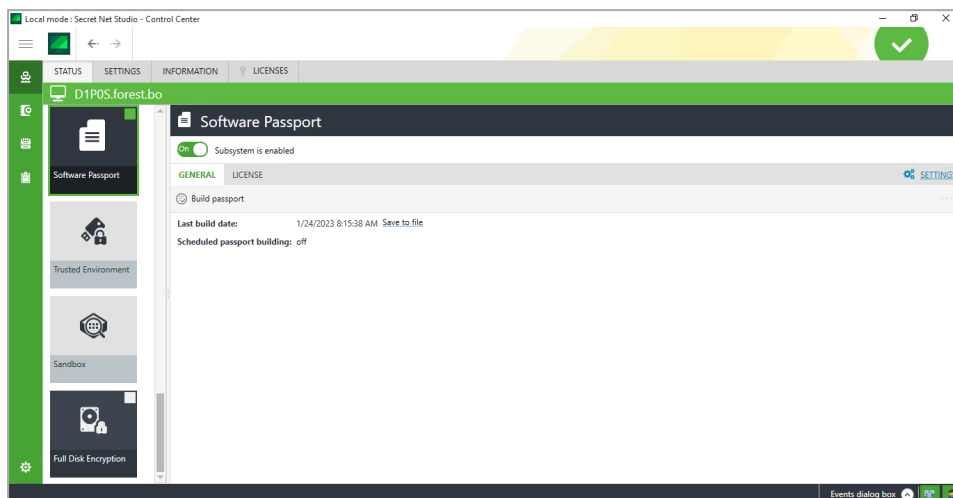 Local mode : Secret Net Studio - Control Center
STATUS SETTINGS INFORMATION LICENSES
D1P0S.forest.bo
Software Passport
On Subsystem is enabled
Software Passport
GENERAL LICENSE SETTINGS
Build passport
Last build date: 1/24/2023 8:15:38 AM Save to file
Scheduled passport building: off
Trusted Environment
Sandbox
Full Disk Encryption
Events dialog box